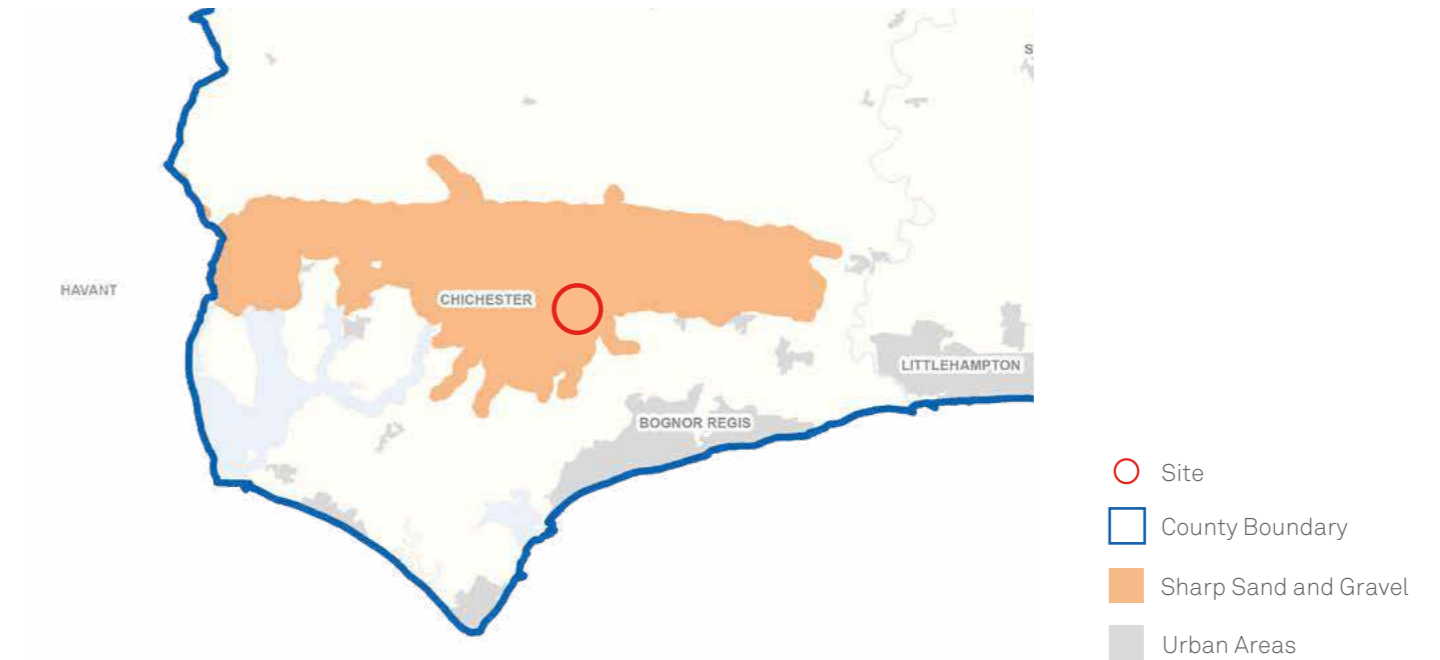 S
HAVANT
CHICHESTER
LITTLEHAMPTON
BOGNOR REGIS
Site
County Boundary
Sharp Sand and Gravel
Urban Areas